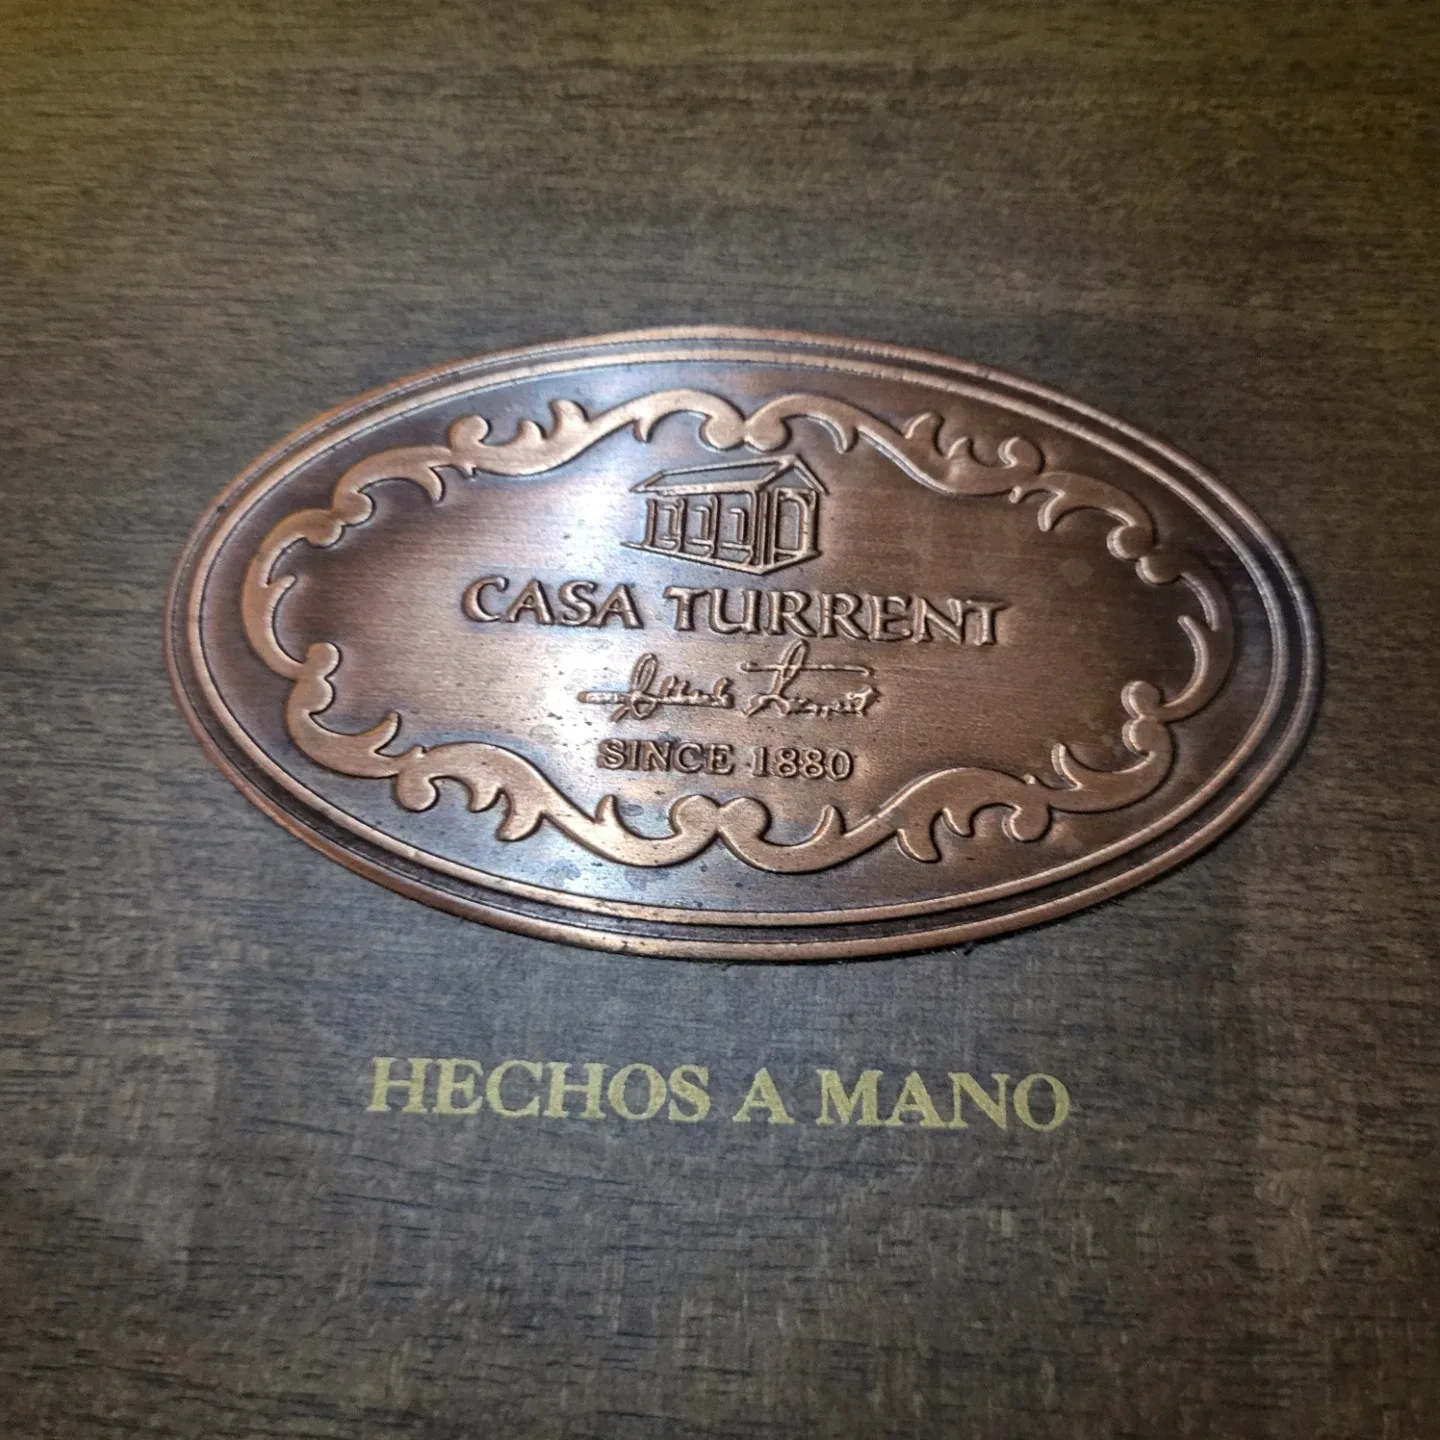 CASA TURRENT
SINCE 1880
HECHOS A MANO